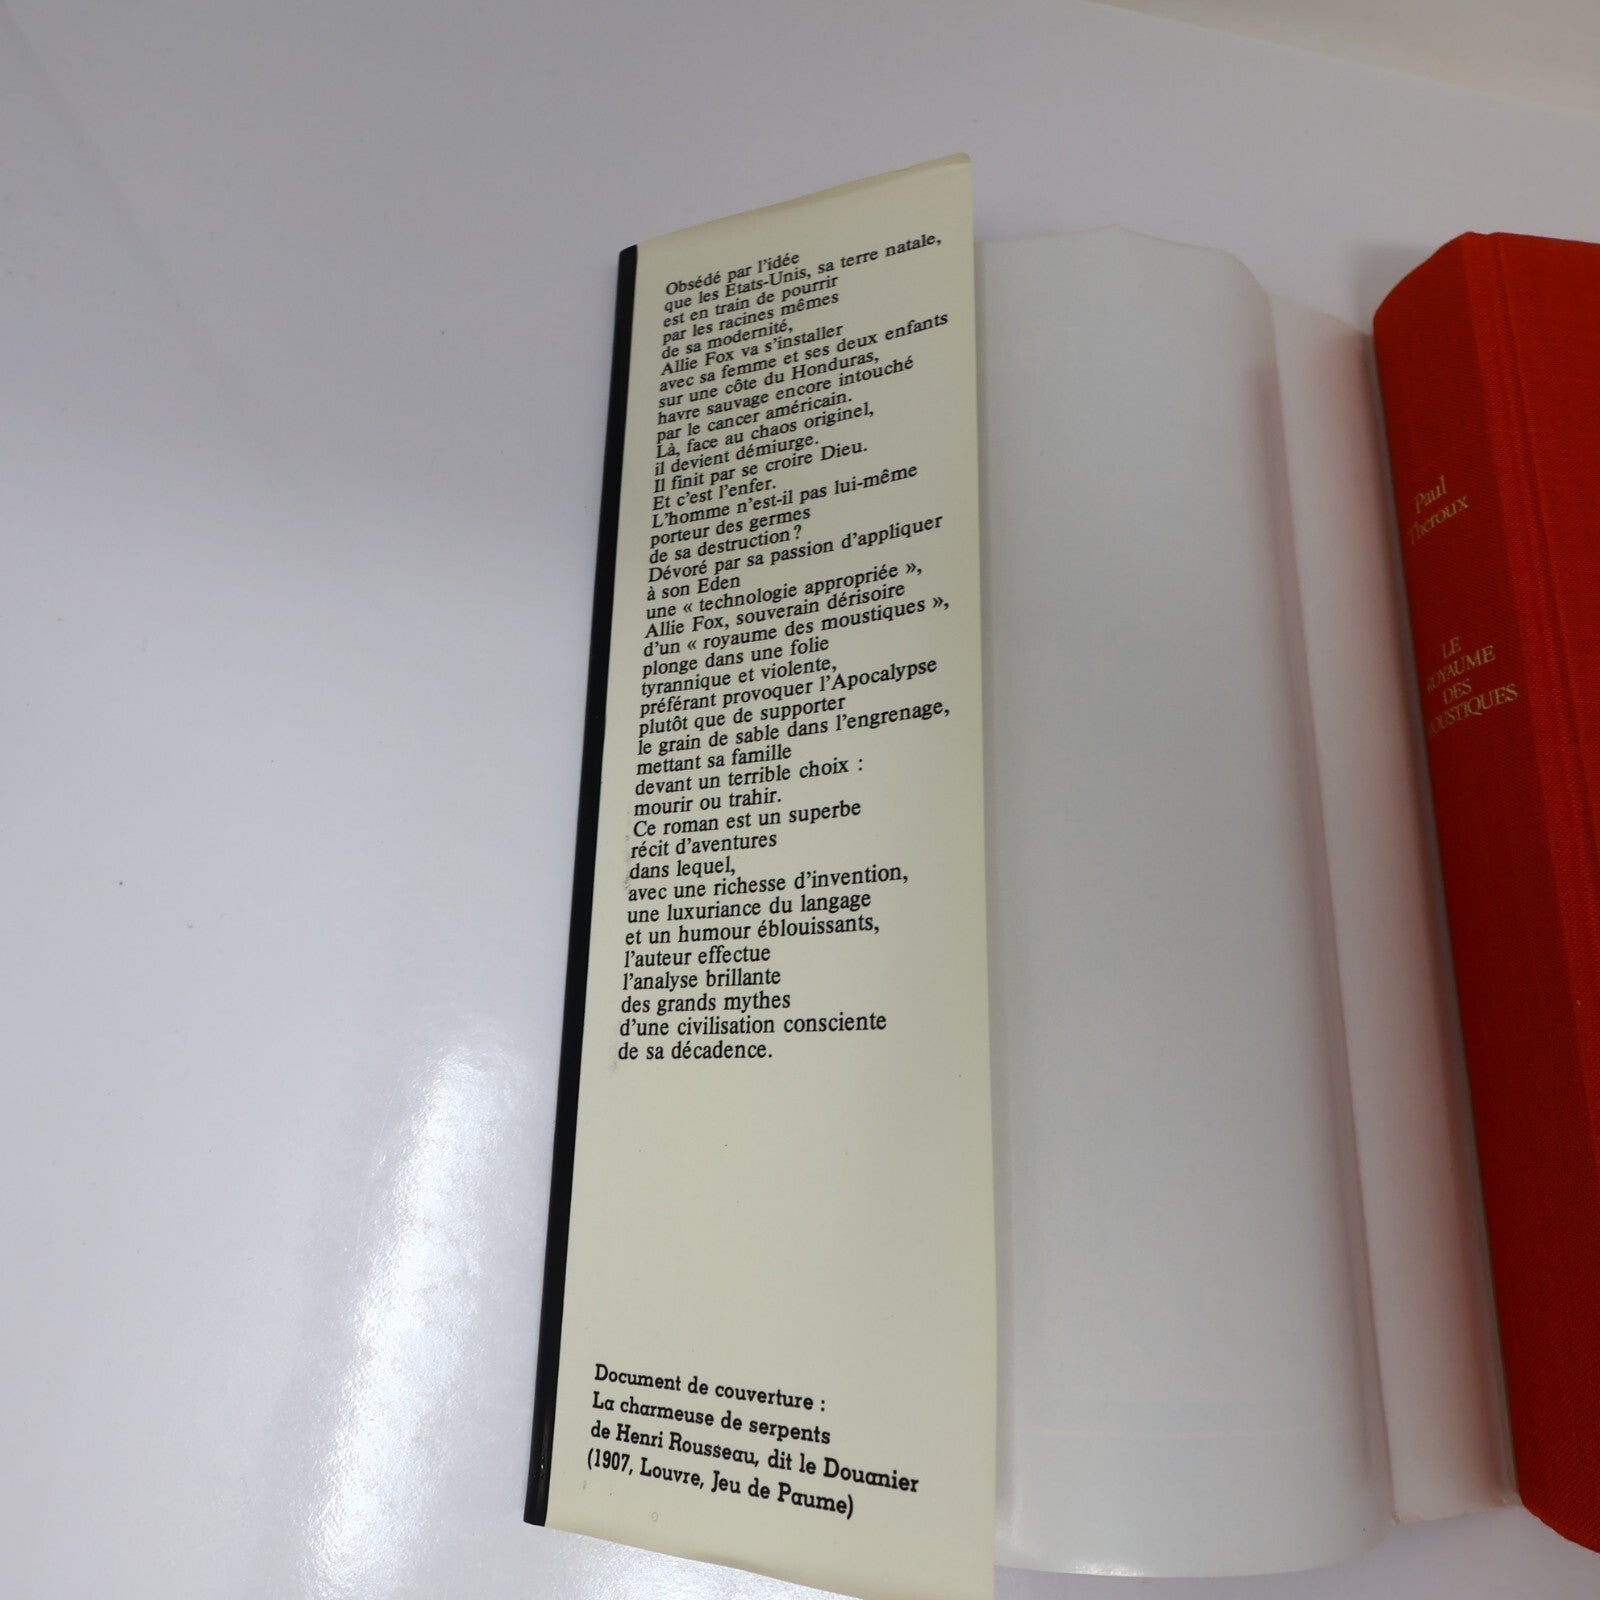 Obsédé par l'idée
que les États-Unis, sa terre natale,
est en train de pourrir
par les racines mêmes
de sa modernité,
Allie Fox va s'installer
avec sa femme et ses deux enfants
sur une côte du Honduras,
havre sauvage encore intouché
par le cancer américain.
Là, face au chaos originel,
il devient démiurge.
Il finit par se croire Dieu.
Et c'est l'enfer.
L'homme n'est-il pas lui-même
porteur des germes
de sa destruction ?
Dévoré par sa passion d'appliquer
à son Eden
une « technologie appropriée »,
Allie Fox, souverain dérisoire
d'un « royaume des moustiques »,
plonge dans une folie
tyrannique et violente,
préférant provoquer l'Apocalypse
plutôt que de supporter
le grain de sable dans l'engrenage,
mettant sa famille
devant un terrible choix :
mourir ou trahir.
Ce roman est un superbe
récit d'aventures
dans lequel,
avec une richesse d'invention,
une luxuriance du langage
et un humour éblouissants,
l'auteur effectue
l'analyse brillante
des grands mythes
d'une civilisation consciente
de sa décadence.
Document de couverture :
La charmeuse de serpents
de Henri Rousseau, dit le Douanier
(1907, Louvre, Jeu de Paume)
Paul
Theroux
LE
ROYAUME
DES
MOUSTIQUES